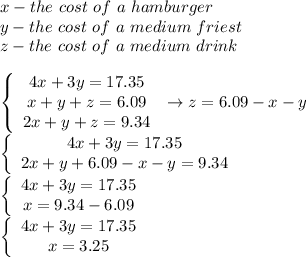 x - the cost of a hamburger
y - the cost of a medium friest
z - the cost of a medium drink
4x + 3y = 17.35
x + y + z = 6.09 → z = 6.09 - x - y
2x + y + z = 9.34
4x + 3y = 17.35
2x + y + 6.09 - x - y = 9.34
4x + 3y = 17.35
x = 9.34 - 6.09
4x + 3y = 17.35
x = 3.25